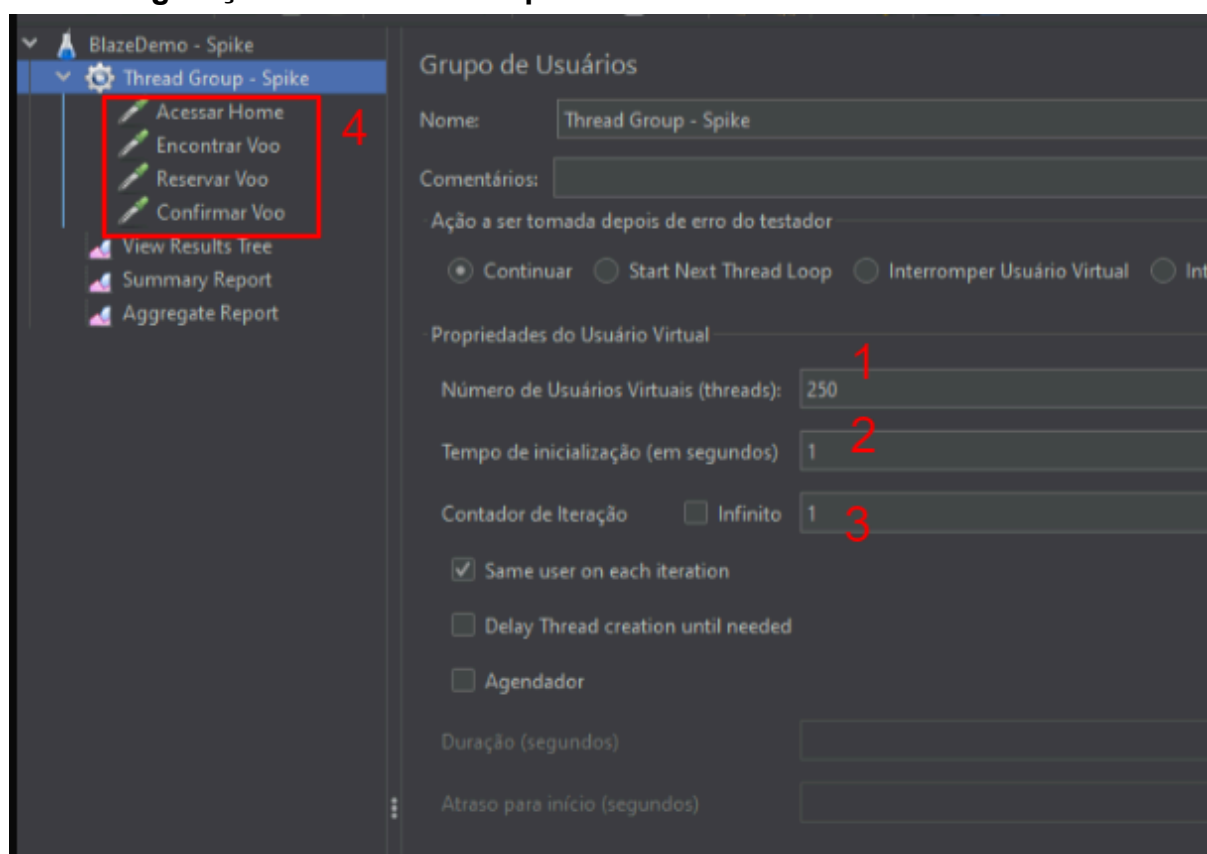 BlazeDemo - Spike
Thread Group - Spike
Acessar Home
Encontrar Voo
Reservar Voo
Confirmar Voo
4
View Results Tree
Summary Report
Aggregate Report
Grupo de Usuários
Nome: Thread Group - Spike
Comentários:
Ação a ser tomada depois de erro do testador
Continuar Start Next Thread Loop Interromper Usuário Virtual Int
Propriedades do Usuário Virtual
1
Número de Usuários Virtuais (threads): 250
2
Tempo de inicialização (em segundos) 1
Contador de Iteração Infinito 1
3
Same user on each iteration
Delay Thread creation until needed
Agendador
Duração (segundos)
Atraso para início (segundos)